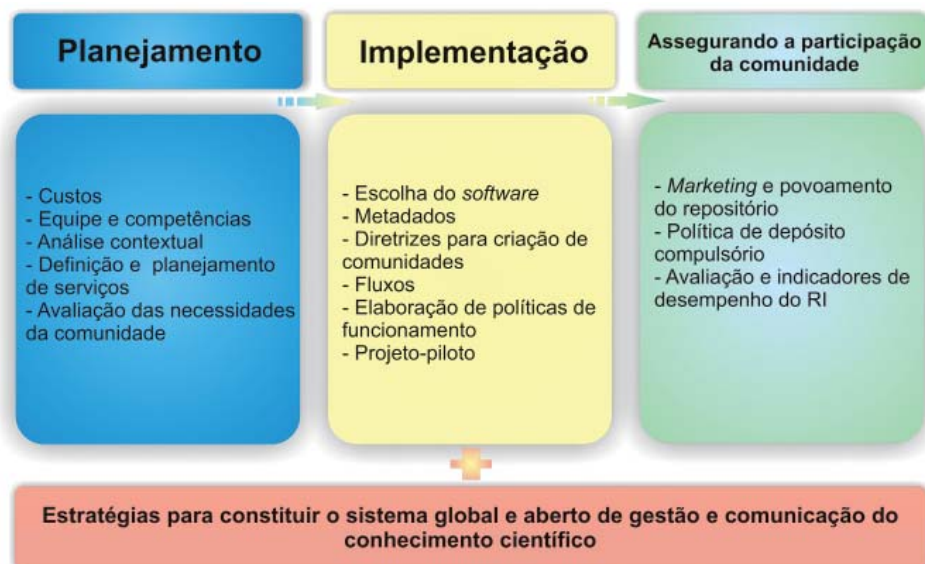 Planejamento
Implementação
Assegurando a participação
da comunidade
- Custos
- Equipe e competências
- Análise contextual
- Definição e planejamento
de serviços
- Avaliação das necessidades
da comunidade
- Escolha do software
- Metadados
- Diretrizes para criação de
comunidades
- Fluxos
- Elaboração de políticas de
funcionamento
- Projeto-piloto
- Marketing e povoamento
do repositório
- Política de depósito
compulsório
- Avaliação e indicadores de
desempenho do RI
Estratégias para constituir o sistema global e aberto de gestão e comunicação do
conhecimento científico